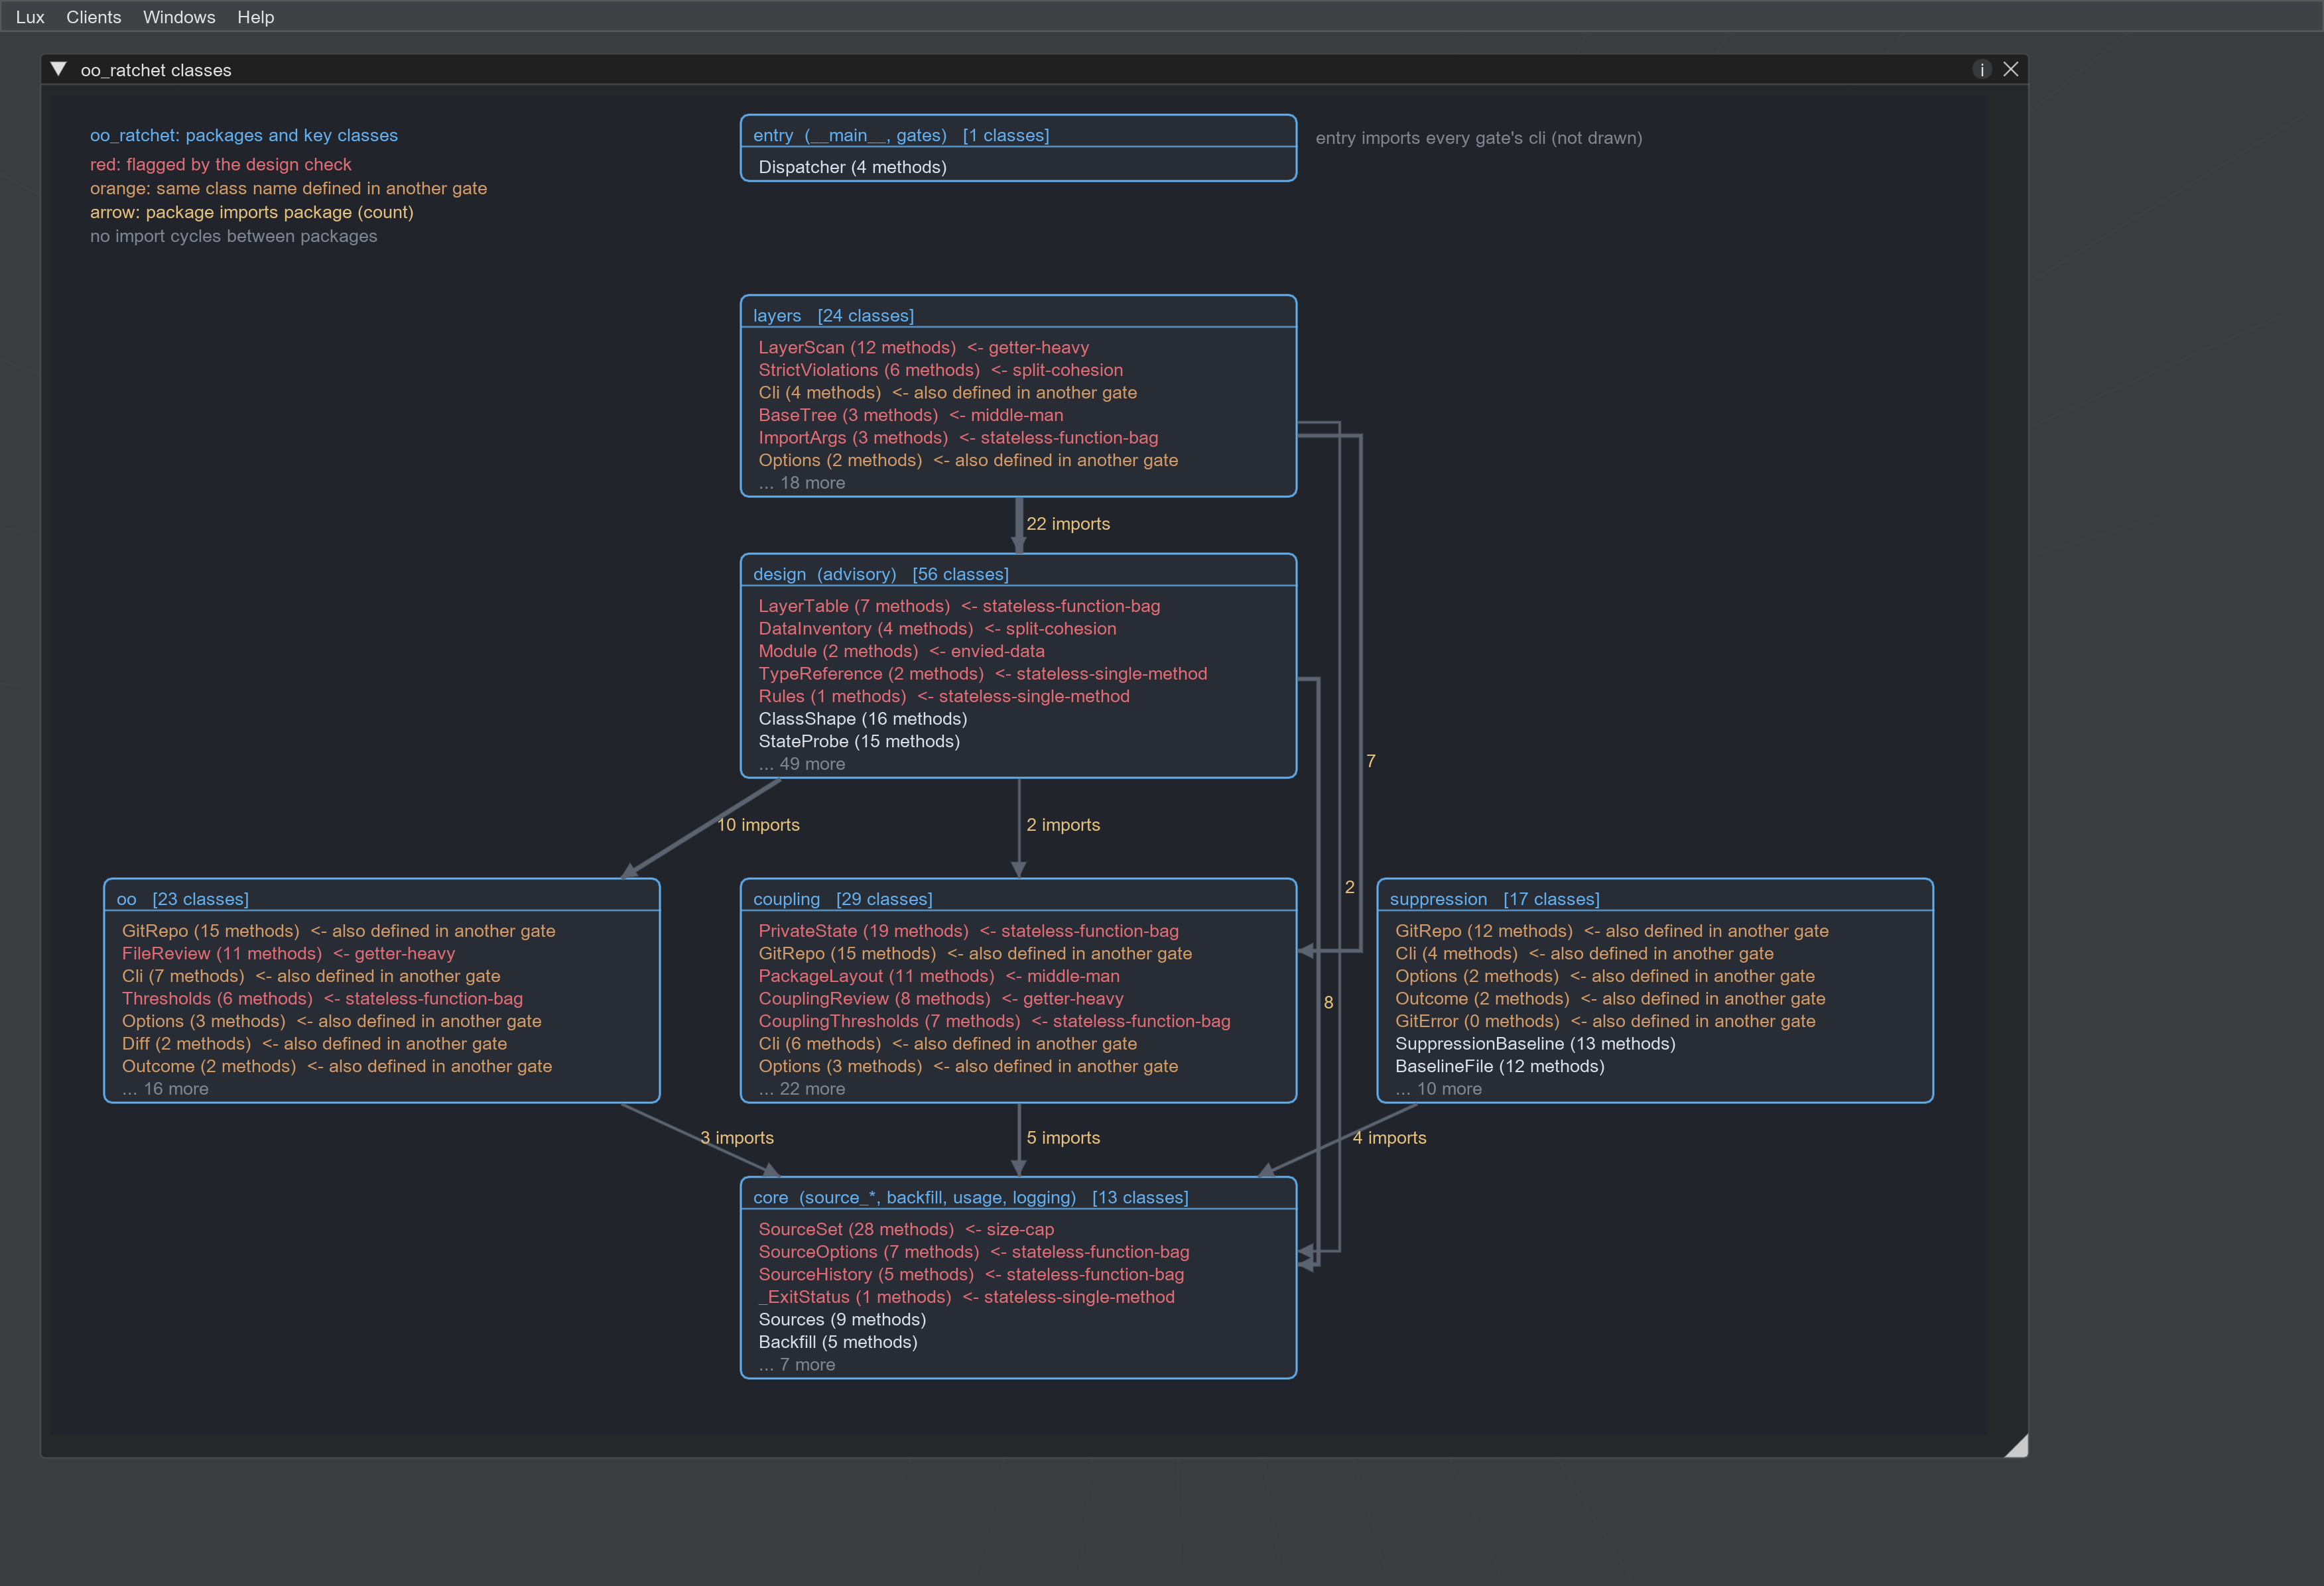 Lux Clients Windows Help
oo_ratchet classes
i
oo_ratchet: packages and key classes
red: flagged by the design check
orange: same class name defined in another gate
arrow: package imports package (count)
no import cycles between packages
entry (__main__, gates) [1 classes]
Dispatcher (4 methods)
entry imports every gate's cli (not drawn)
layers [24 classes]
LayerScan (12 methods) <- getter-heavy
StrictViolations (6 methods) <- split-cohesion
Cli (4 methods) <- also defined in another gate
BaseTree (3 methods) <- middle-man
ImportArgs (3 methods) <- stateless-function-bag
Options (2 methods) <- also defined in another gate
... 18 more
22 imports
design (advisory) [56 classes]
LayerTable (7 methods) <- stateless-function-bag
DataInventory (4 methods) <- split-cohesion
Module (2 methods) <- envied-data
TypeReference (2 methods) <- stateless-single-method
Rules (1 methods) <- stateless-single-method
ClassShape (16 methods)
StateProbe (15 methods)
... 49 more
7
10 imports
2 imports
2
8
oo [23 classes]
GitRepo (15 methods) <- also defined in another gate
FileReview (11 methods) <- getter-heavy
Cli (7 methods) <- also defined in another gate
Thresholds (6 methods) <- stateless-function-bag
Options (3 methods) <- also defined in another gate
Diff (2 methods) <- also defined in another gate
Outcome (2 methods) <- also defined in another gate
... 16 more
coupling [29 classes]
PrivateState (19 methods) <- stateless-function-bag
GitRepo (15 methods) <- also defined in another gate
PackageLayout (11 methods) <- middle-man
CouplingReview (8 methods) <- getter-heavy
CouplingThresholds (7 methods) <- stateless-function-bag
Cli (6 methods) <- also defined in another gate
Options (3 methods) <- also defined in another gate
... 22 more
suppression [17 classes]
GitRepo (12 methods) <- also defined in another gate
Cli (4 methods) <- also defined in another gate
Options (2 methods) <- also defined in another gate
Outcome (2 methods) <- also defined in another gate
GitError (0 methods) <- also defined in another gate
SuppressionBaseline (13 methods)
BaselineFile (12 methods)
... 10 more
3 imports
5 imports
4 imports
core (source_*, backfill, usage, logging) [13 classes]
SourceSet (28 methods) <- size-cap
SourceOptions (7 methods) <- stateless-function-bag
SourceHistory (5 methods) <- stateless-function-bag
_ExitStatus (1 methods) <- stateless-single-method
Sources (9 methods)
Backfill (5 methods)
... 7 more